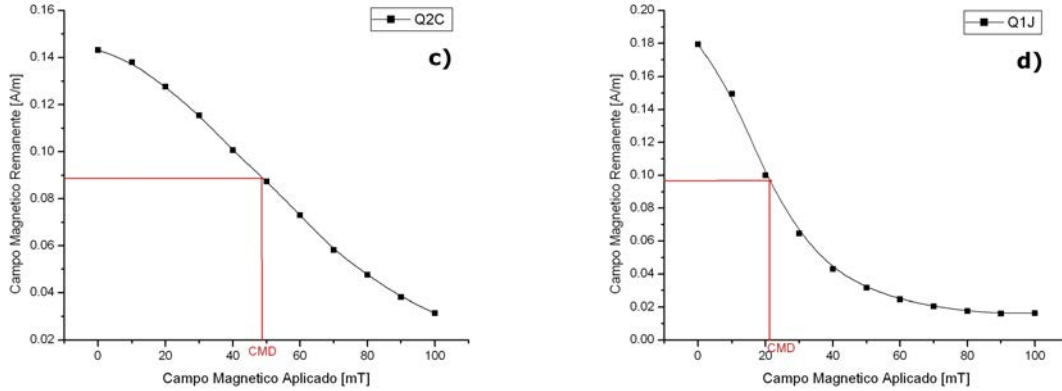 Q2C
c)
0.16
0.14
0.12
0.10
0.08
0.06
0.04
0.02
Campo Magnetico Remanente [A/m]
0 20 40 60 80 100
CMD
Campo Magnetico Aplicado [mT]
Q1J
d)
0.20
0.18
0.16
0.14
0.12
0.10
0.08
0.06
0.04
0.02
0.00
Campo Magnetico Remanente [A/m]
0 20 40 60 80 100
CMD
Campo Magnetico Aplicado [mT]